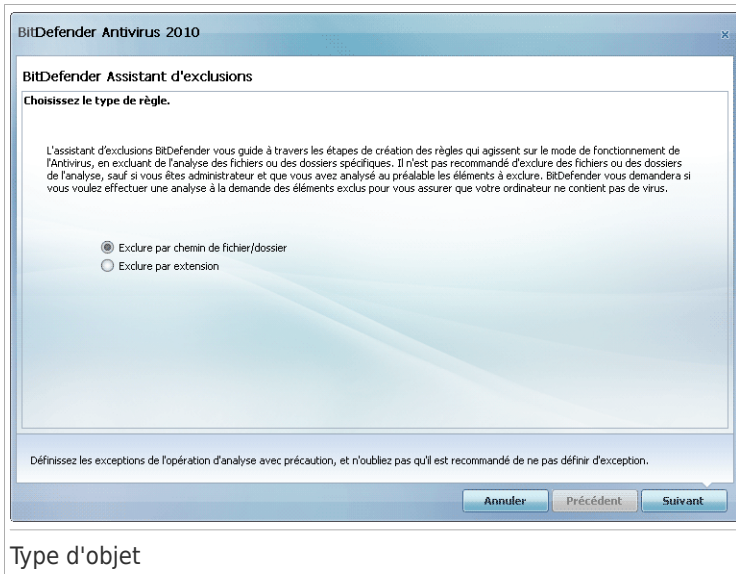 BitDefender Antivirus 2010
x
BitDefender Assistant d'exclusions
Choisissez le type de règle.
L'assistant d'exclusions BitDefender vous guide à travers les étapes de création des règles qui agissent sur le mode de fonctionnement de
l'Antivirus, en excluant de l'analyse des fichiers ou des dossiers spécifiques. Il n'est pas recommandé d'exclure des fichiers ou des dossiers
de l'analyse, sauf si vous êtes administrateur et que vous avez analysé au préalable les éléments à exclure. BitDefender vous demandera si
vous voulez effectuer une analyse à la demande des éléments exclus pour vous assurer que votre ordinateur ne contient pas de virus.
Exclure par chemin de fichier/dossier
Exclure par extension
Définissez les exceptions de l'opération d'analyse avec précaution, et n'oubliez pas qu'il est recommandé de ne pas définir d'exception.
Annuler Précédent Suivant
Type d'objet